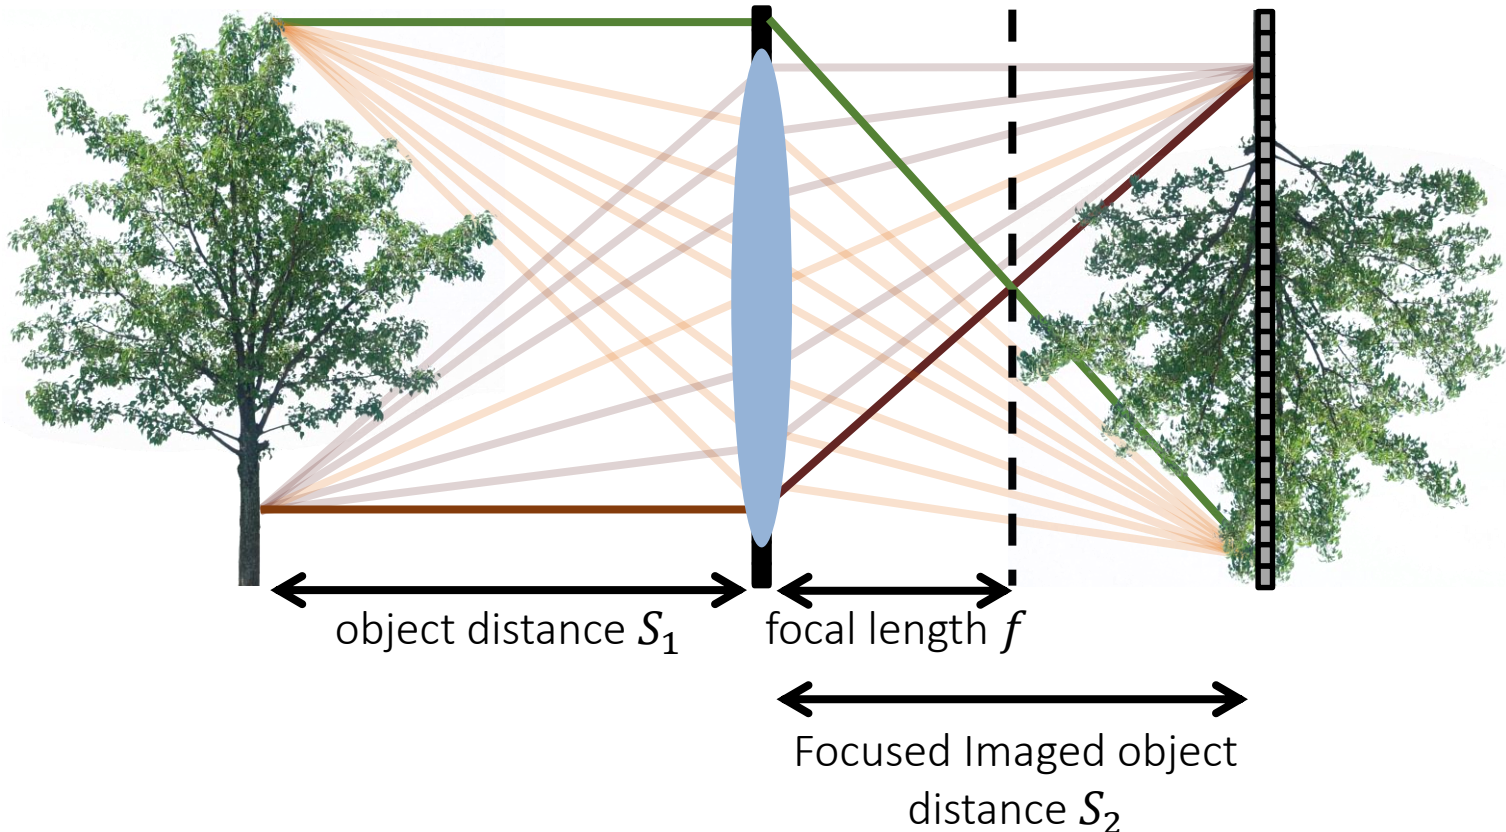 object distance S₁
focal length f
Focused Imaged object
distance S₂